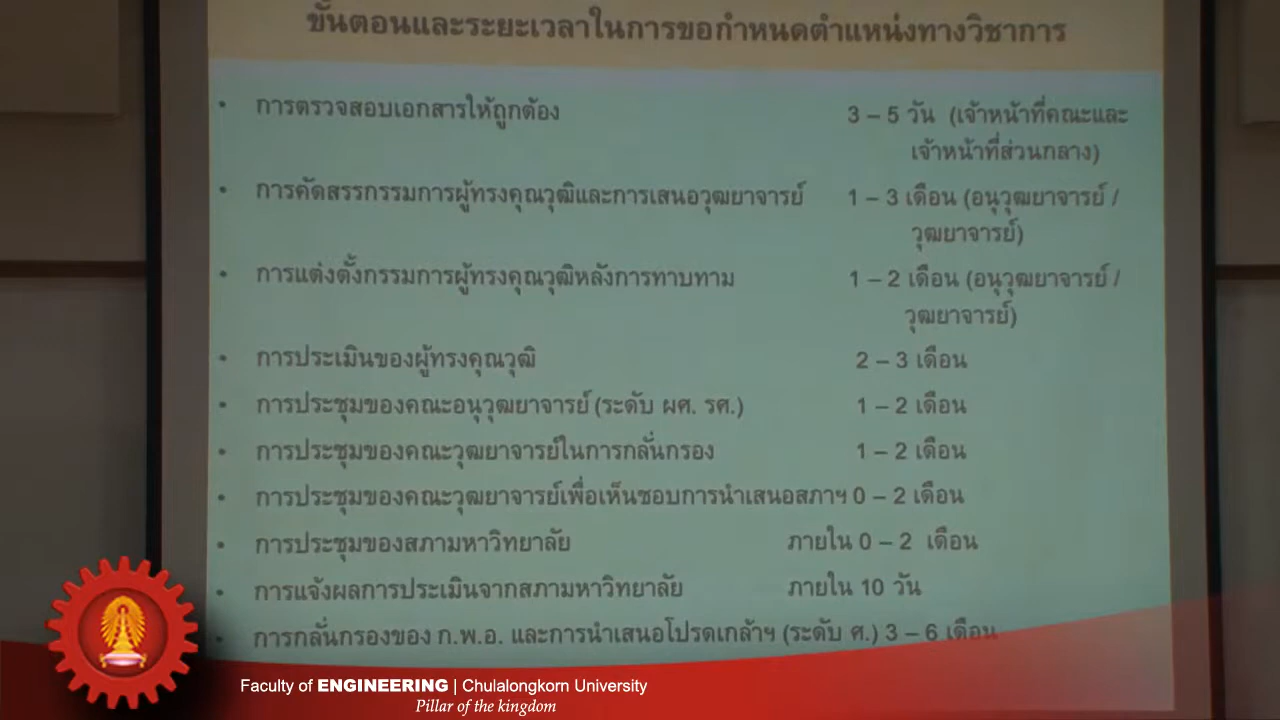 ขั้นตอนและระยะเวลาในการขอกำหนดตำแหน่งทางวิชาการ
• การตรวจสอบเอกสารให้ถูกต้อง 3 – 5 วัน (เจ้าหน้าที่คณะและ
เจ้าหน้าที่ส่วนกลาง)
• การคัดสรรกรรมการผู้ทรงคุณวุฒิและการเสนอวุฒยาจารย์ 1 – 3 เดือน (อนุวุฒยาจารย์ /
วุฒยาจารย์)
• การแต่งตั้งกรรมการผู้ทรงคุณวุฒิหลังการทาบทาม 1 – 2 เดือน (อนุวุฒยาจารย์ /
วุฒยาจารย์)
• การประเมินของผู้ทรงคุณวุฒิ 2 – 3 เดือน
• การประชุมของคณะอนุวุฒยาจารย์ (ระดับ ผศ. รศ.) 1 – 2 เดือน
• การประชุมของคณะวุฒยาจารย์ในการกลั่นกรอง 1 – 2 เดือน
• การประชุมของคณะวุฒยาจารย์เพื่อเห็นชอบการนำเสนอสภาฯ 0 – 2 เดือน
• การประชุมของสภามหาวิทยาลัย ภายใน 0 – 2 เดือน
• การแจ้งผลการประเมินจากสภามหาวิทยาลัย ภายใน 10 วัน
• การกลั่นกรองของ ก.พ.อ. และการนำเสนอโปรดเกล้าฯ (ระดับ ศ.) 3 – 6 เดือน
Faculty of ENGINEERING | Chulalongkorn University
Pillar of the kingdom